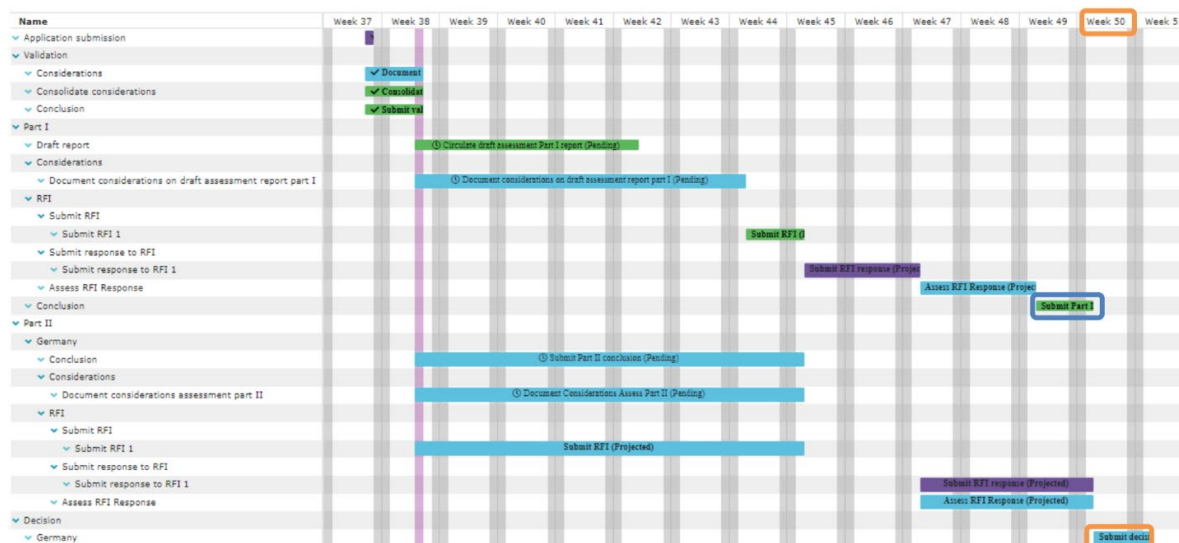 Name Week 37 Week 38 Week 39 Week 40 Week 41 Week 42 Week 43 Week 44 Week 45 Week 46 Week 47 Week 48 Week 49 Week 50 Week 5
Application submission
Validation
Considerations Document
Consolidate considerations Consolidat
Conclusion Submit val
Part I
Draft report Circulate draft assessment Part I report (Pending)
Considerations
Document considerations on draft assessment report part I Document considerations on draft assessment report part I (Pending)
RFI
Submit RFI
Submit RFI 1 Submit RFI (I
Submit response to RFI
Submit response to RFI 1 Submit RFI response (Projec
Assess RFI Response Assess RFI Response (Projec
Conclusion Submit Part I
Part II
Germany
Conclusion Submit Part II conclusion (Pending)
Considerations
Document considerations assessment part II Document Considerations Assess Part II (Pending)
RFI
Submit RFI
Submit RFI 1 Submit RFI (Projected)
Submit response to RFI
Submit response to RFI 1 Submit RFI response (Projected)
Assess RFI Response Assess RFI Response (Projected)
Decision
Germany Submit decisi